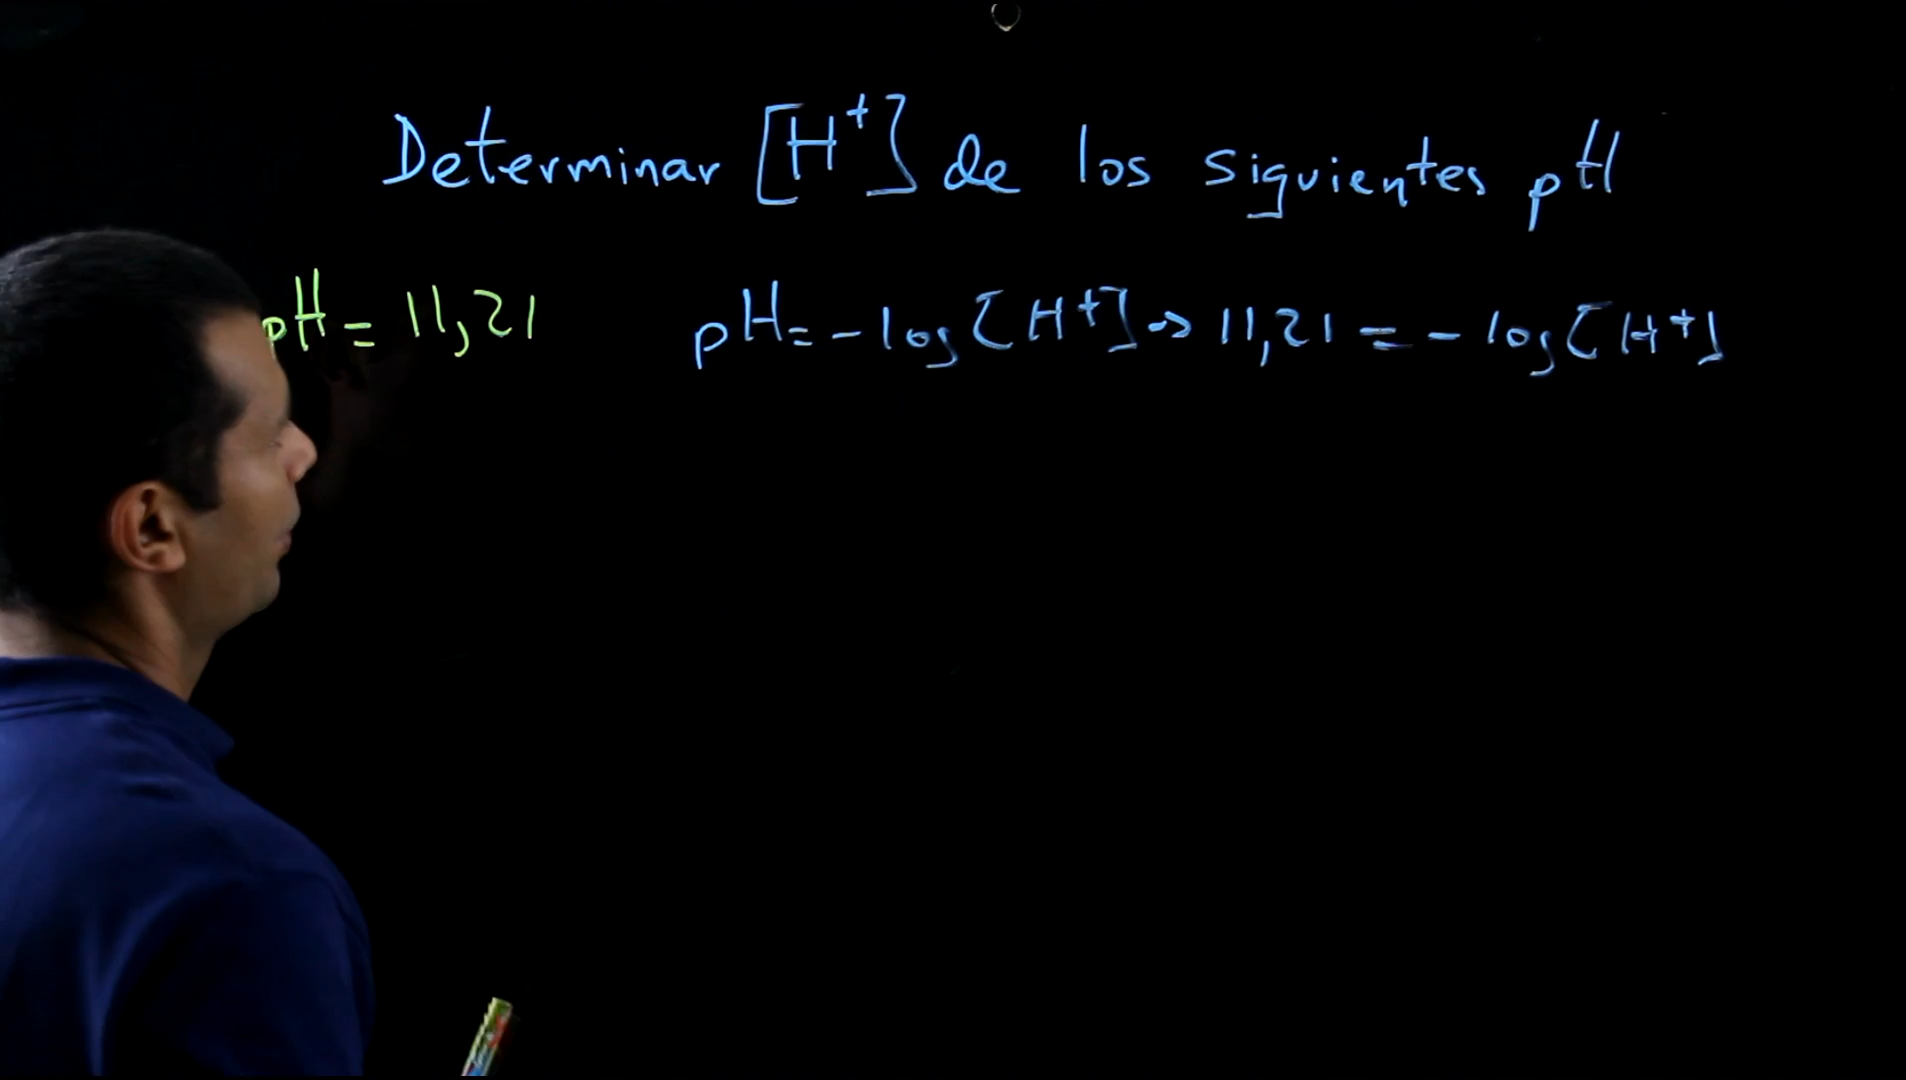 Determinar [H⁺] de los siguientes pH
pH = 11,21 pH = - log [H⁺] → 11,21 = - log [H⁺]